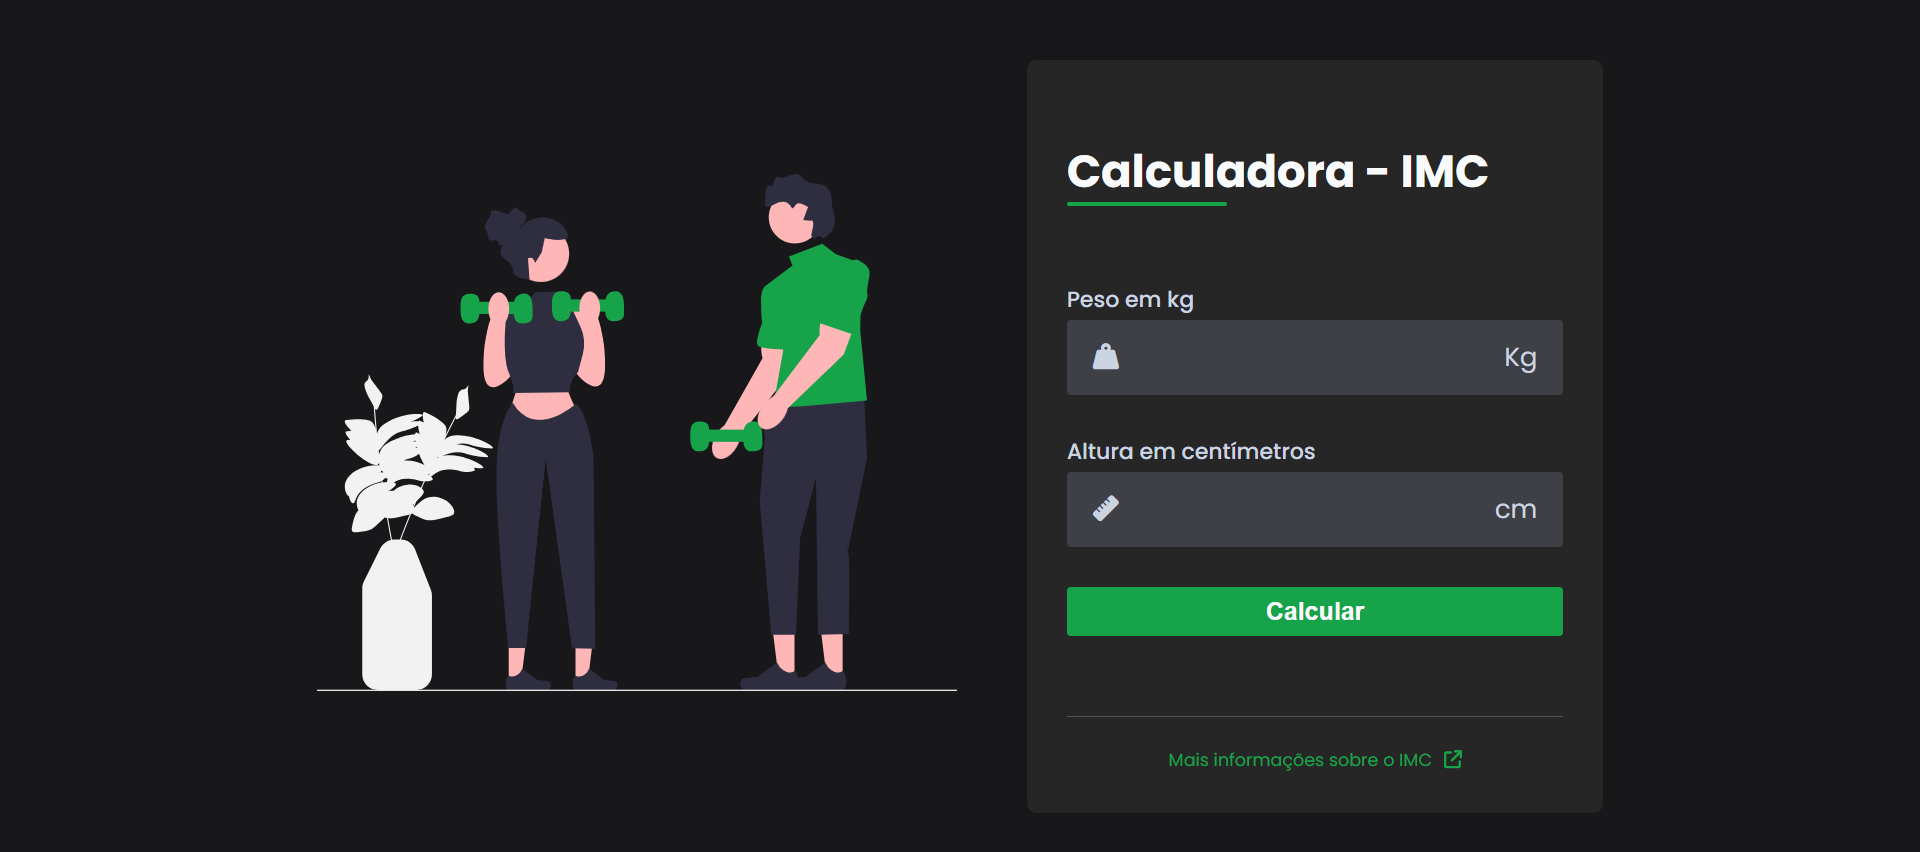 Calculadora - IMC
Peso em kg
Kg
Altura em centímetros
cm
Calcular
Mais informações sobre o IMC